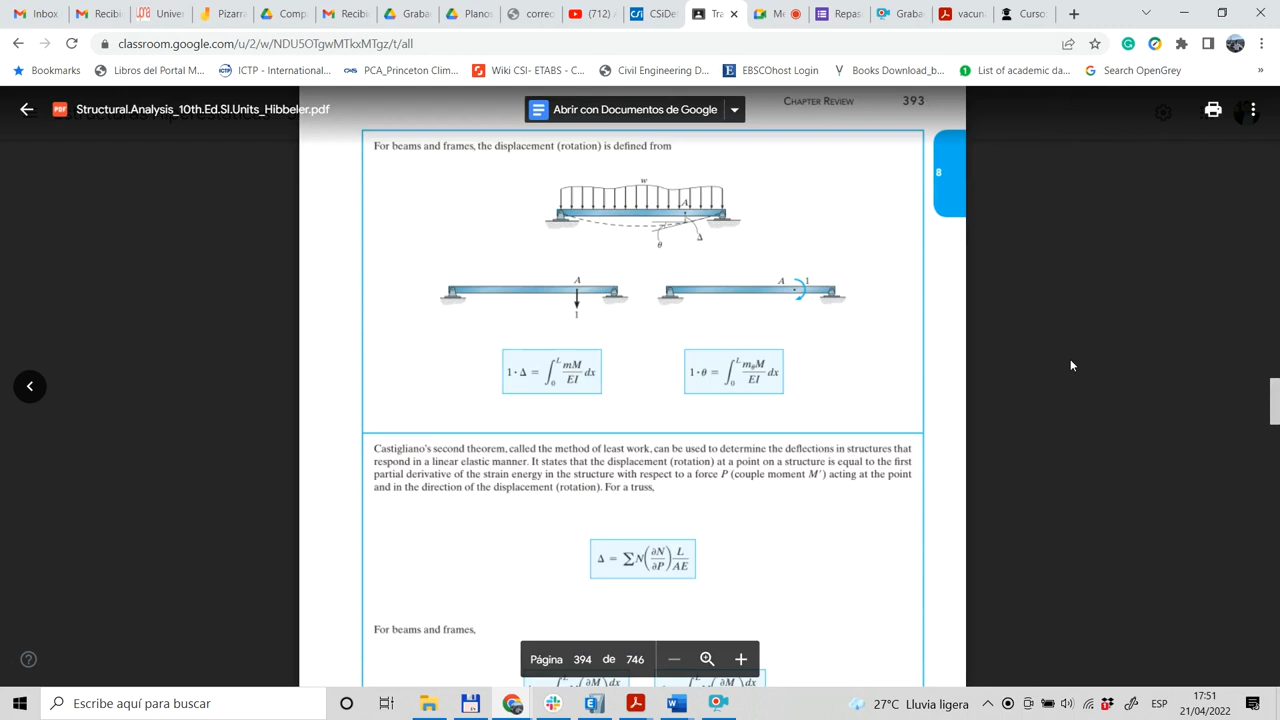 Inbox
Recibi
Univer
Pizar
Comp
Recibi
Graba
Planos
correc
(712) /
CSiDe
Tra
Me
Repas
Graba
vacun
Curso:
classroom.google.com/u/2/w/NDU5OTgwMTkxMTgz/t/all
Bookmarks
Libros del Portal M...
ICTP - International...
PCA_Princeton Clim...
Wiki CSI- ETABS - C...
Civil Engineering D...
EBSCOhost Login
Books Download_b...
List of academic da...
Search OpenGrey
»
PDF
Structural.Analysis_10th.Ed.SI.Units_Hibbeler.pdf
Abrir con Documentos de Google
CHAPTER REVIEW 393
8
For beams and frames, the displacement (rotation) is defined from
w
A
θ
Δ
A
1
A
1
1·Δ = ∫₀ᴸ mM/EI dx
1·θ = ∫₀ᴸ m_θM/EI dx
Castigliano's second theorem, called the method of least work, can be used to determine the deflections in structures that
respond in a linear elastic manner. It states that the displacement (rotation) at a point on a structure is equal to the first
partial derivative of the strain energy in the structure with respect to a force P (couple moment M′) acting at the point
and in the direction of the displacement (rotation). For a truss,
Δ = ΣN(∂N/∂P) L/AE
For beams and frames,
Página 394 de 746
Escribe aquí para buscar
27°C Lluvia ligera
ESP
17:51
21/04/2022